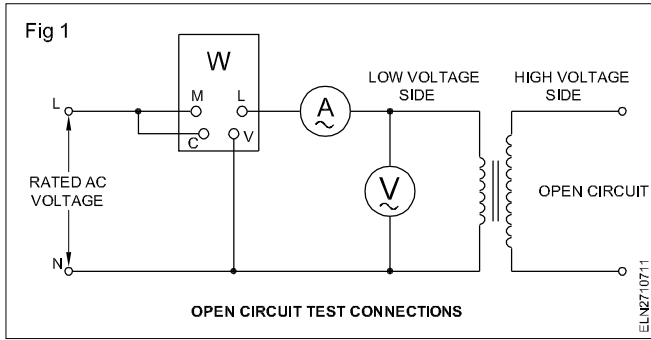 Fig 1
W
M L
C V
L
A
V
LOW VOLTAGE
SIDE
HIGH VOLTAGE
SIDE
RATED AC
VOLTAGE
OPEN CIRCUIT
N
OPEN CIRCUIT TEST CONNECTIONS
ELN2710711